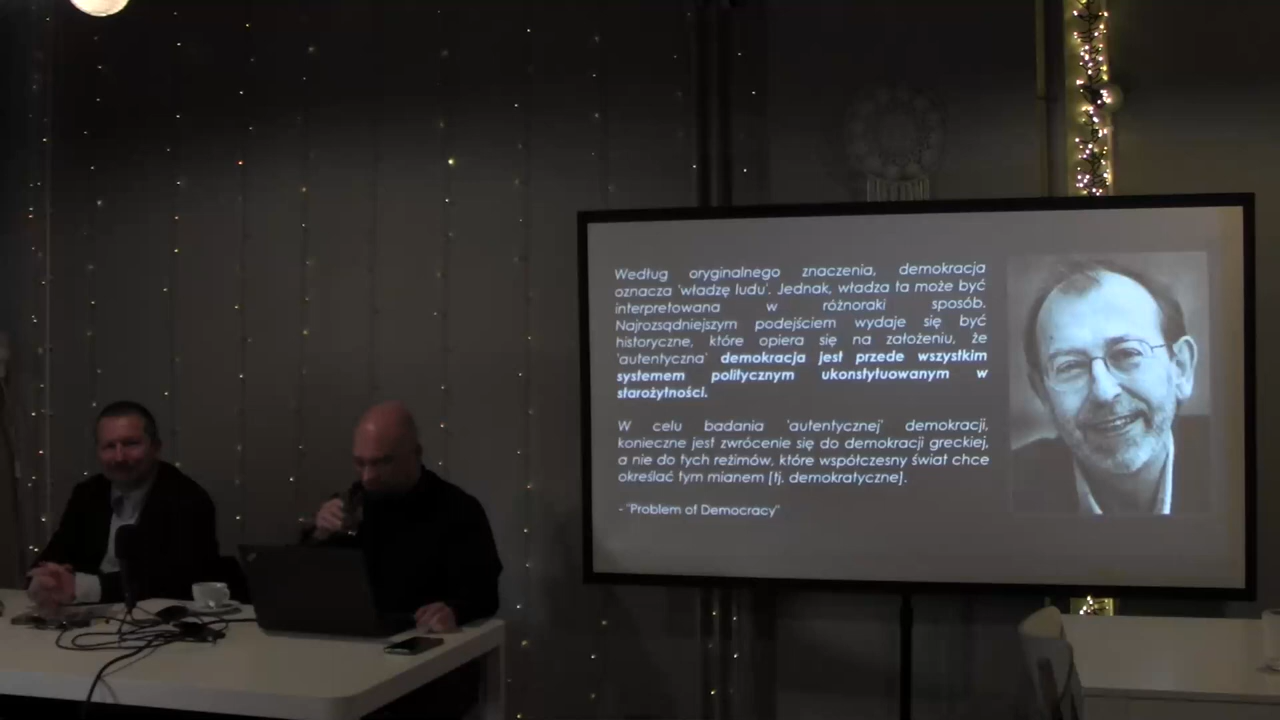 Według oryginalnego znaczenia, demokracja
oznacza 'władzę ludu'. Jednak, władza ta może być
interpretowana w różnoraki sposób.
Najrozsądniejszym podejściem wydaje się być
historyczne, które opiera się na założeniu, że
'autentyczna' demokracja jest przede wszystkim
systemem politycznym ukonstytuowanym w
starożytności.
W celu badania 'autentycznej' demokracji,
konieczne jest zwrócenie się do demokracji greckiej,
a nie do tych reżimów, które współczesny świat chce
określać tym mianem [tj. demokratyczne].
- "Problem of Democracy"